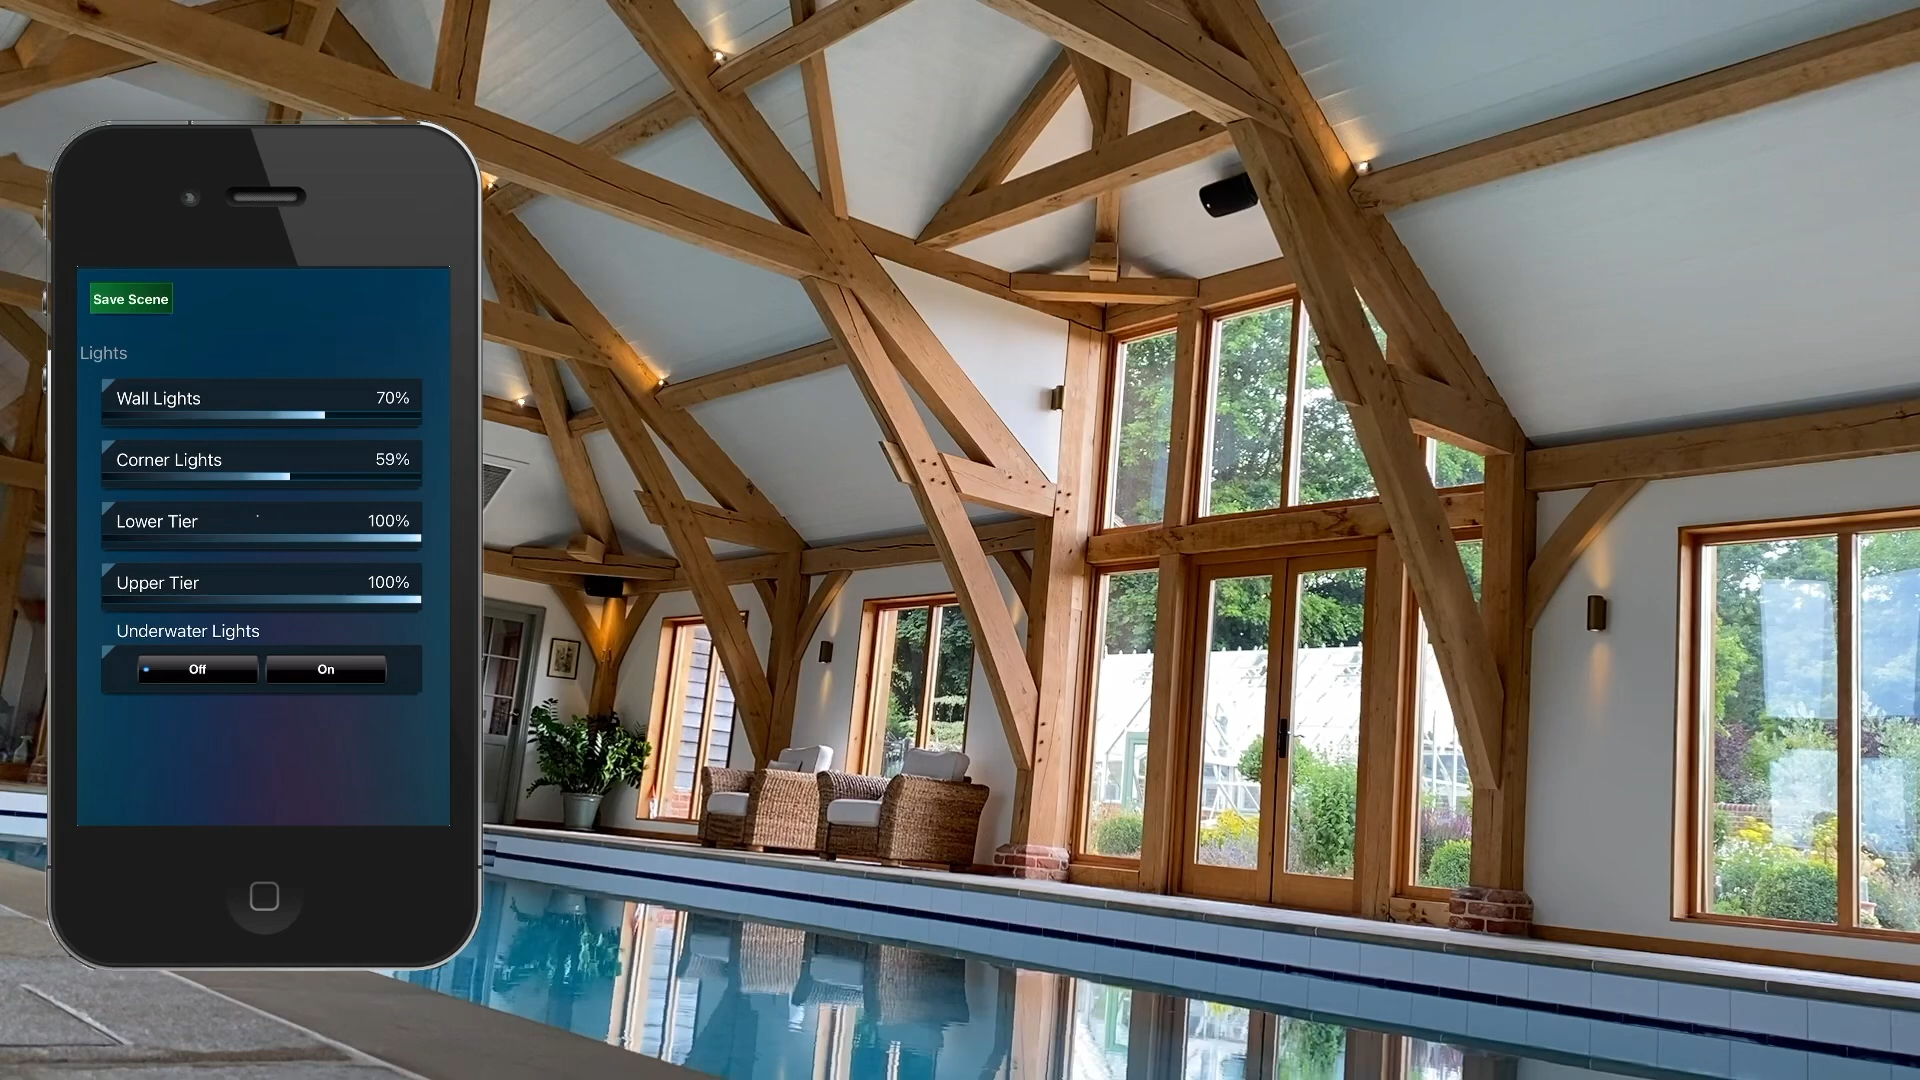 Save Scene
Lights
Wall Lights 70%
Corner Lights 59%
Lower Tier 100%
Upper Tier 100%
Underwater Lights
Off On